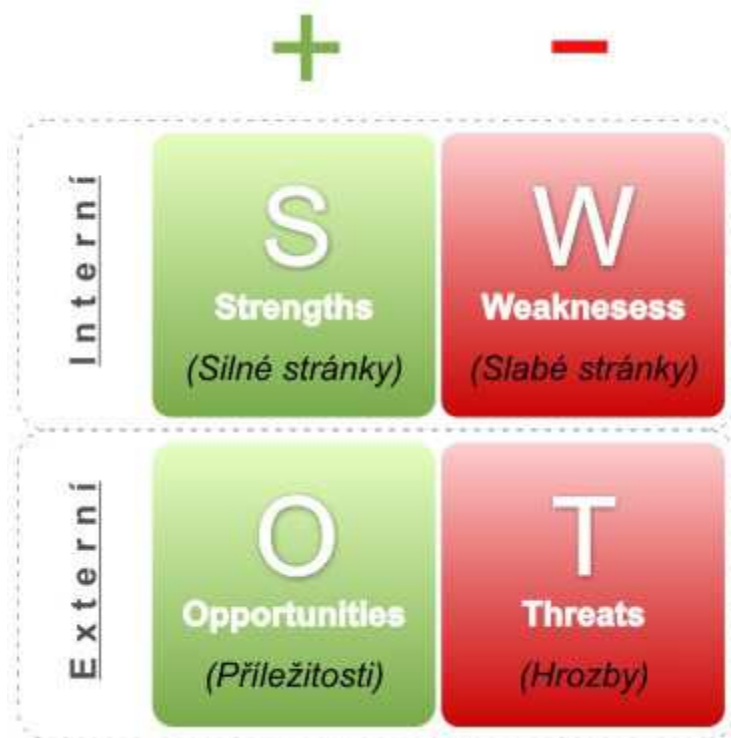 + −
Interní
S
Strengths
(Silné stránky)
W
Weaknesess
(Slabé stránky)
Externí
O
Opportunities
(Příležitosti)
T
Threats
(Hrozby)